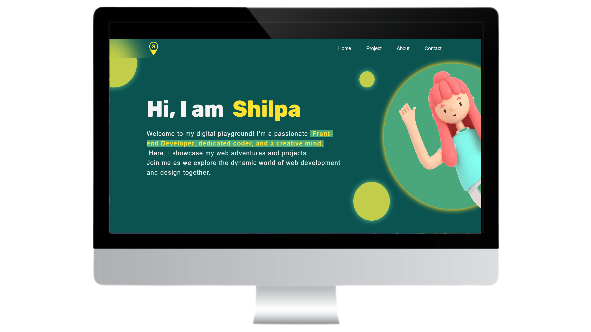 Home Project About Contact
Hi, I am Shilpa
Welcome to my digital playground! I'm a passionate Front-
end Developer, dedicated coder, and a creative mind.
Here, I showcase my web adventures and projects
Join me as we explore the dynamic world of web development
and design together.